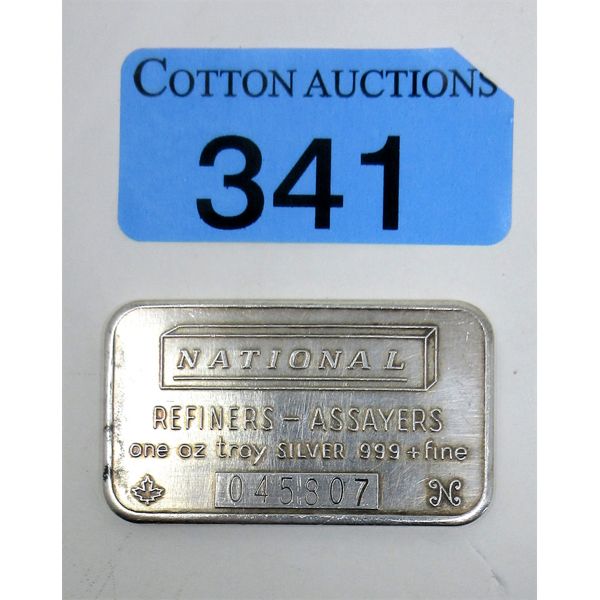 COTTON AUCTIONS
341
NATIONAL
REFINERS - ASSAYERS
one oz troy SILVER 999+fine
045807 N